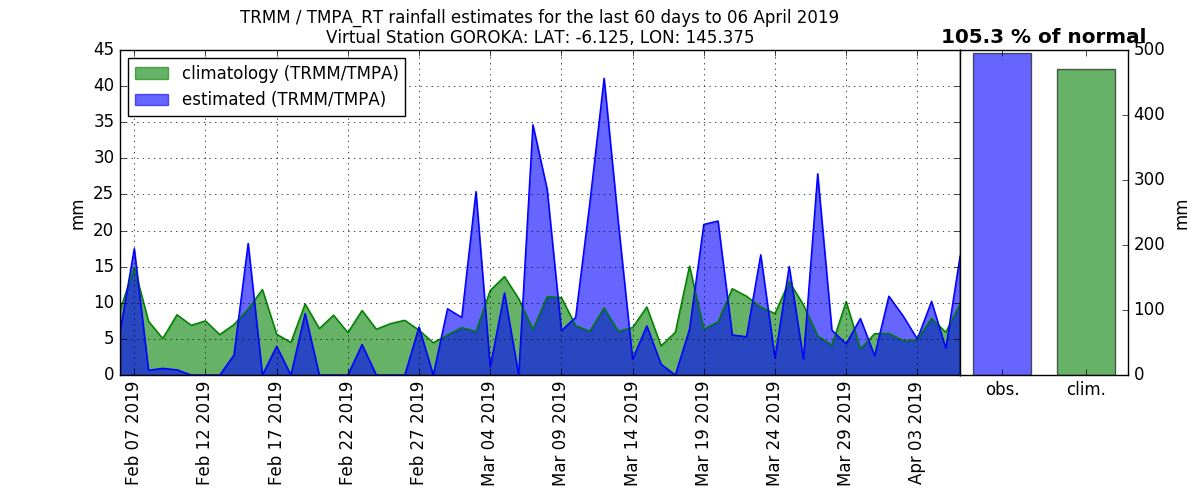 TRMM / TMPA_RT rainfall estimates for the last 60 days to 06 April 2019
Virtual Station GOROKA: LAT: -6.125, LON: 145.375
105.3 % of normal
climatology (TRMM/TMPA)
estimated (TRMM/TMPA)
45
40
35
30
25
20
15
10
5
0
mm
Feb 07 2019
Feb 12 2019
Feb 17 2019
Feb 22 2019
Feb 27 2019
Mar 04 2019
Mar 09 2019
Mar 14 2019
Mar 19 2019
Mar 24 2019
Mar 29 2019
Apr 03 2019
obs.
clim.
500
400
300
200
100
0
mm